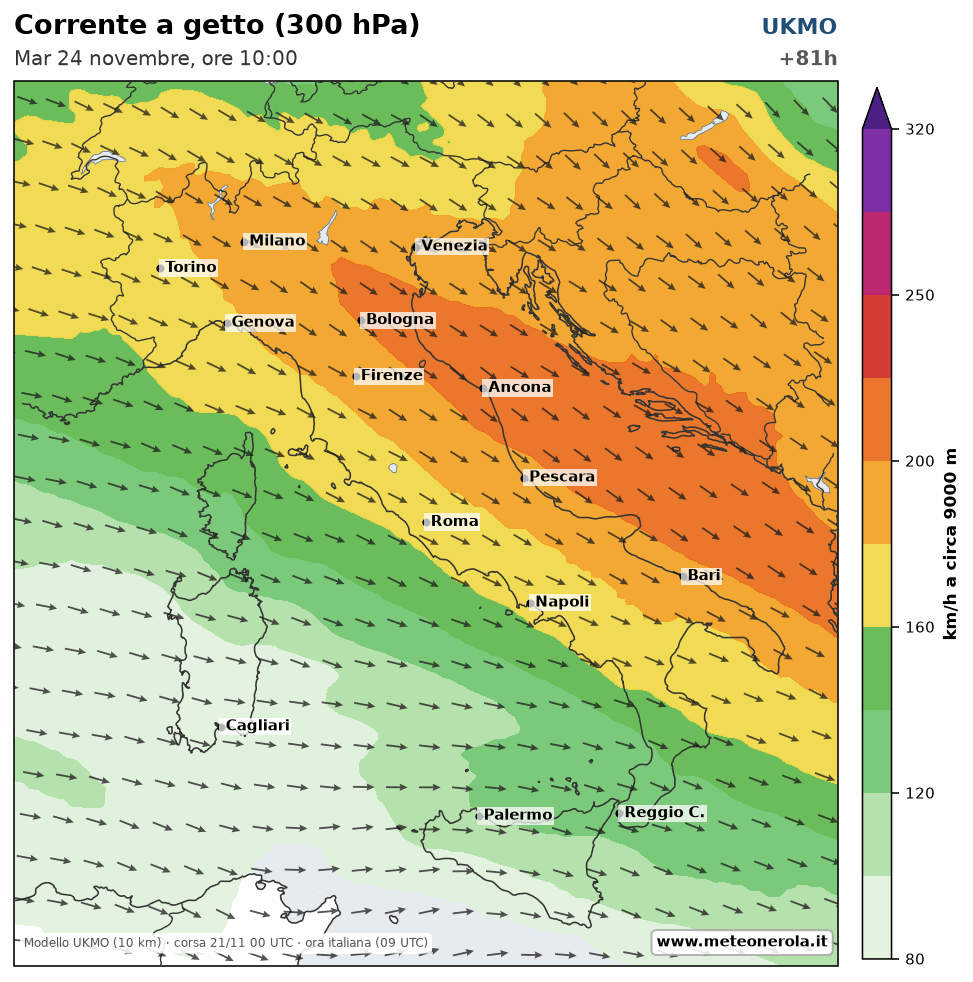 Corrente a getto (300 hPa)
UKMO
Mar 24 novembre, ore 10:00
+81h
Milano
Venezia
Torino
Genova
Bologna
Firenze
Ancona
Pescara
Roma
Bari
Napoli
Cagliari
Palermo
Reggio C.
320
250
200
160
120
80
km/h a circa 9000 m
Modello UKMO (10 km) · corsa 21/11 00 UTC · ora italiana (09 UTC)
www.meteonerola.it